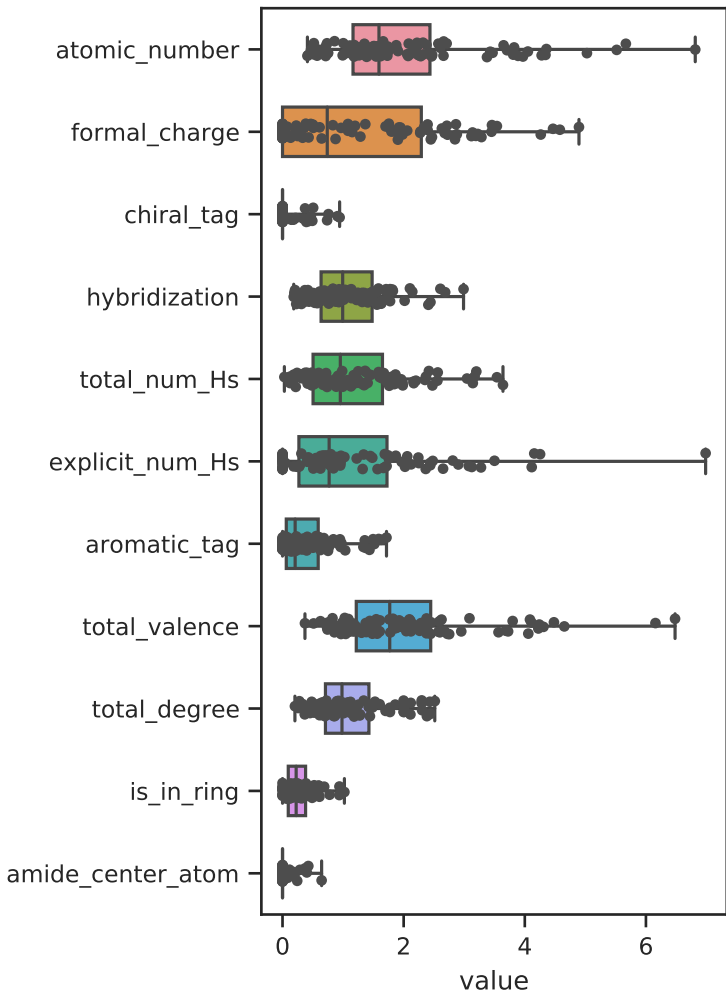 atomic_number
formal_charge
chiral_tag
hybridization
total_num_Hs
explicit_num_Hs
aromatic_tag
total_valence
total_degree
is_in_ring
amide_center_atom
0 2 4 6
value